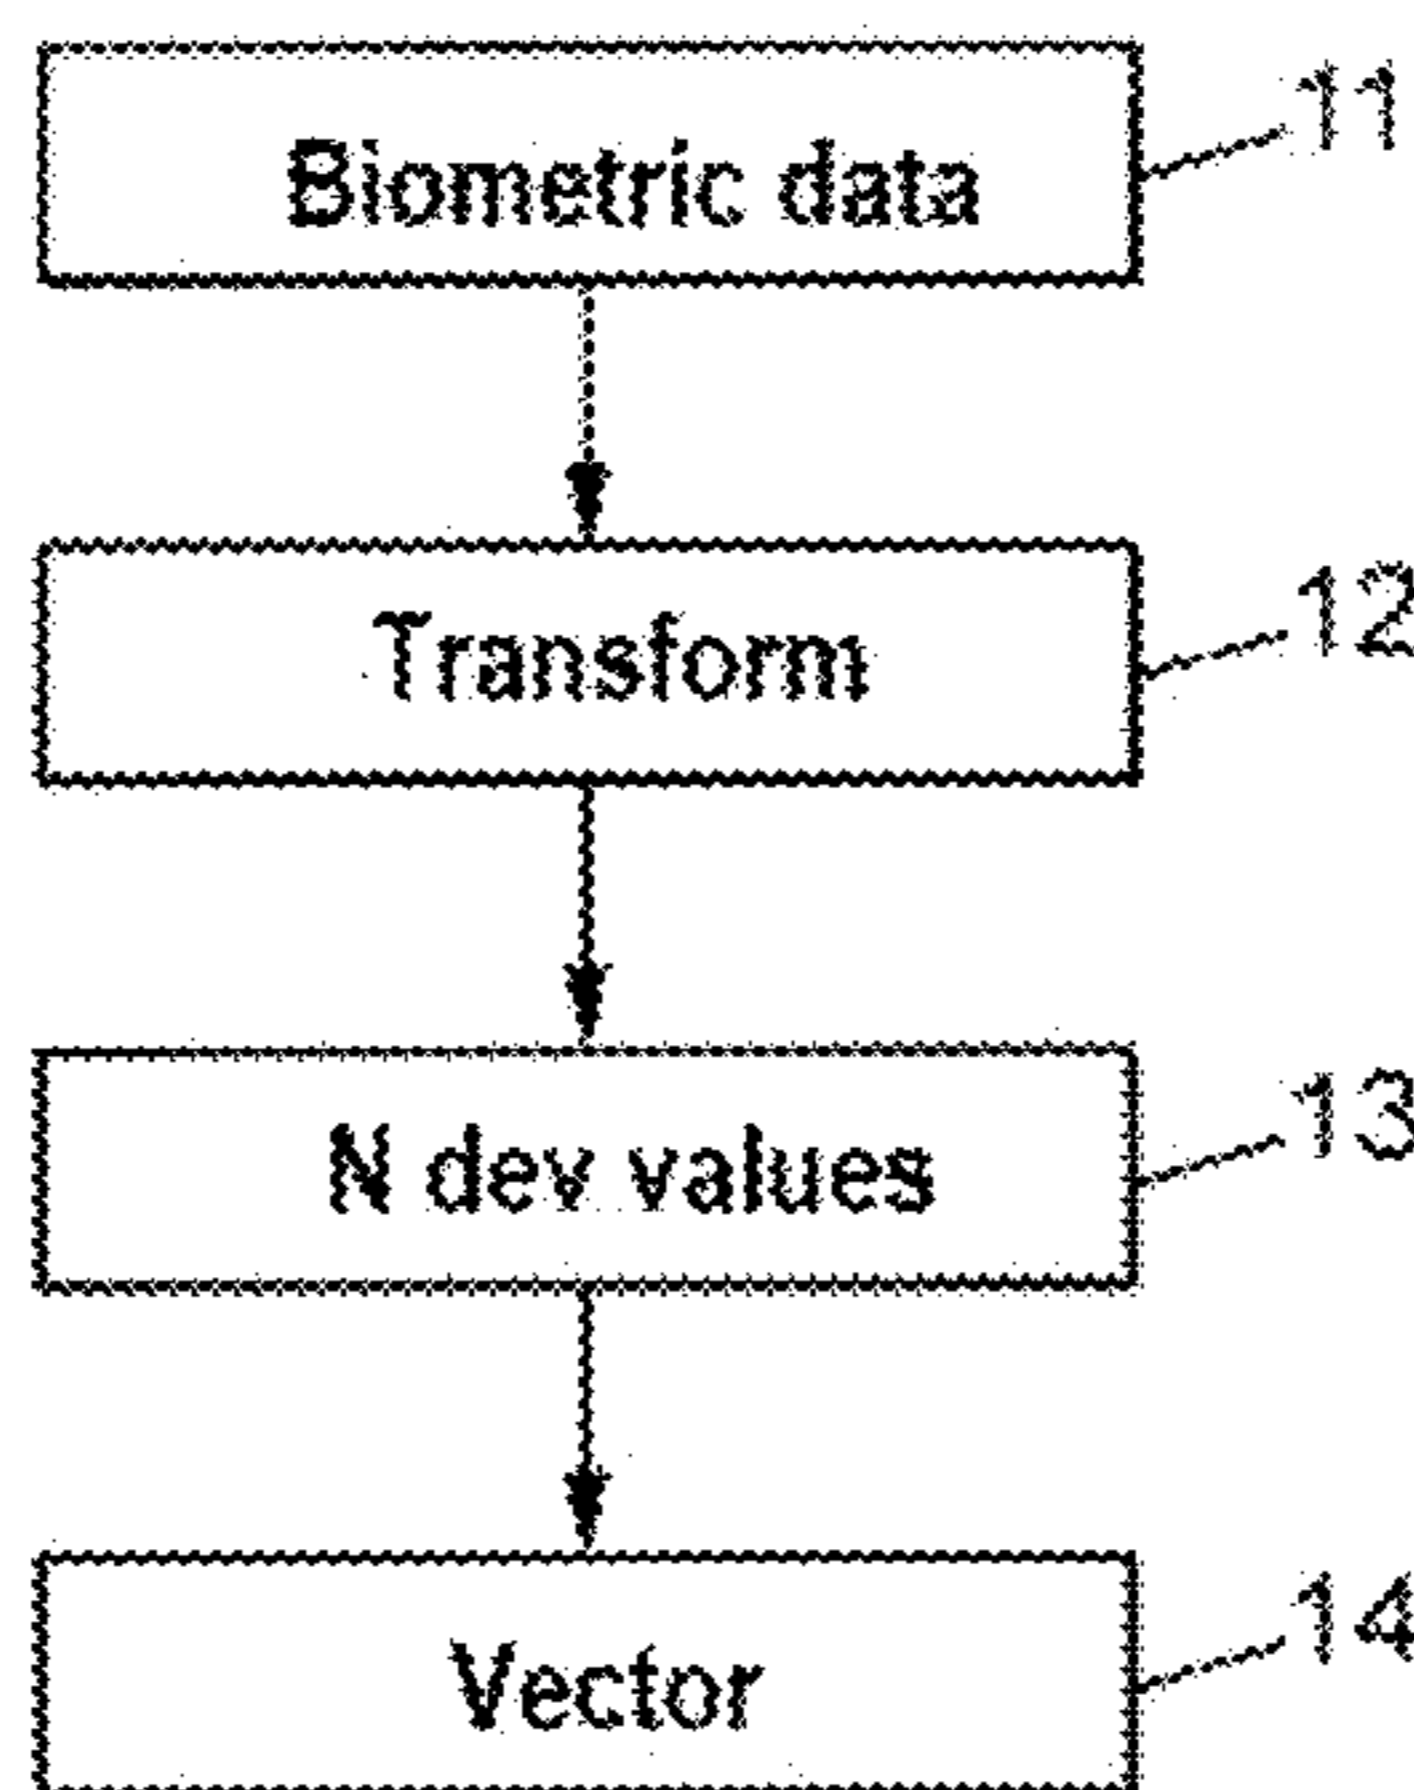 Biometric data
11
Transform
12
N dev values
13
Vector
14